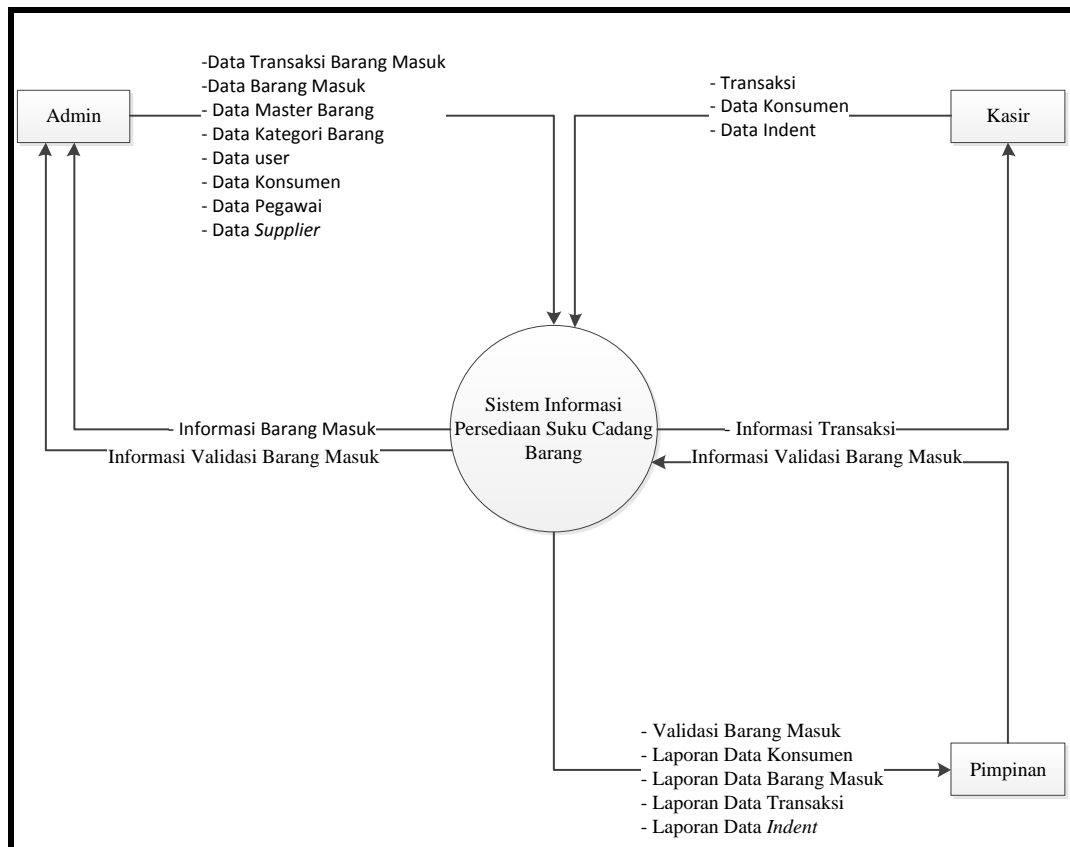 Admin
-Data Transaksi Barang Masuk
-Data Barang Masuk
- Data Master Barang
- Data Kategori Barang
- Data user
- Data Konsumen
- Data Pegawai
- Data Supplier
- Transaksi
- Data Konsumen
- Data Indent
Kasir
Sistem Informasi
Persediaan Suku Cadang
Barang
- Informasi Barang Masuk
Informasi Validasi Barang Masuk
- Informasi Transaksi
Informasi Validasi Barang Masuk
- Validasi Barang Masuk
- Laporan Data Konsumen
- Laporan Data Barang Masuk
- Laporan Data Transaksi
- Laporan Data Indent
Pimpinan